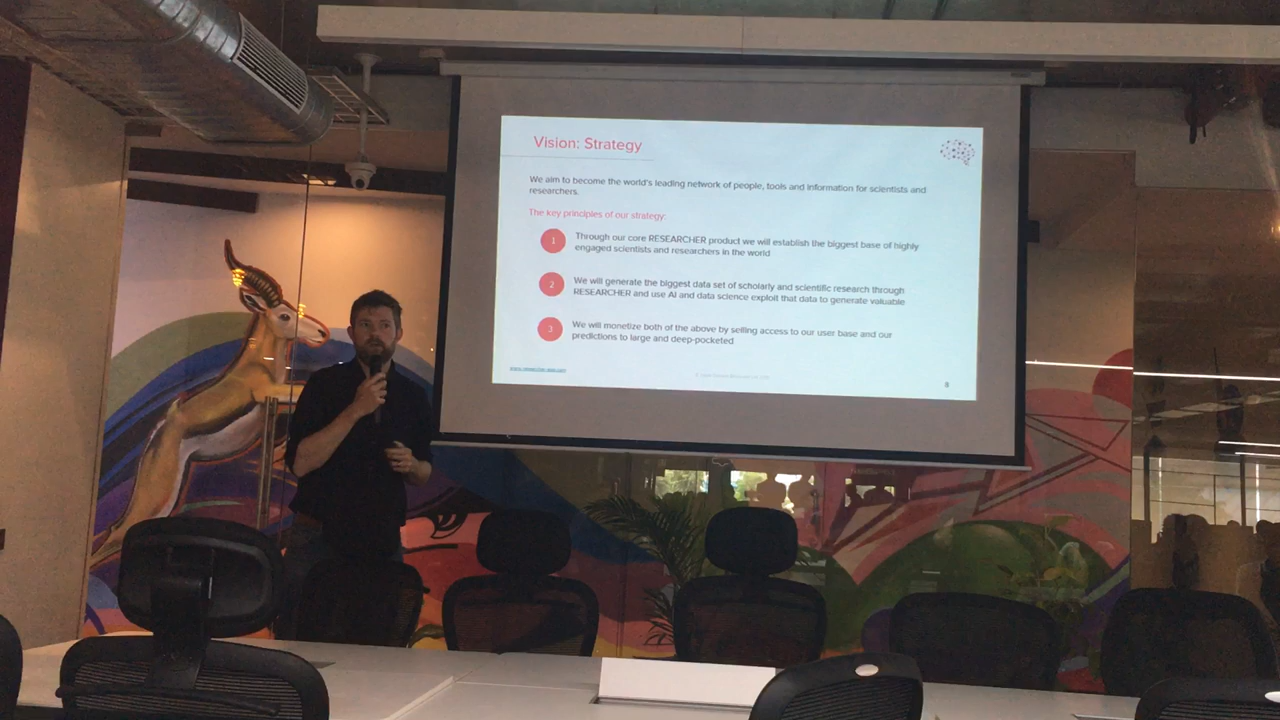 Vision: Strategy
We aim to become the world's leading network of people, tools and information for scientists and
researchers.
The key principles of our strategy:
1
Through our core RESEARCHER product we will establish the biggest base of highly
engaged scientists and researchers in the world
2
We will generate the biggest data set of scholarly and scientific research through
RESEARCHER and use AI and data science exploit that data to generate valuable
3
We will monetize both of the above by selling access to our user base and our
predictions to large and deep-pocketed
www.researcher-app.com
8